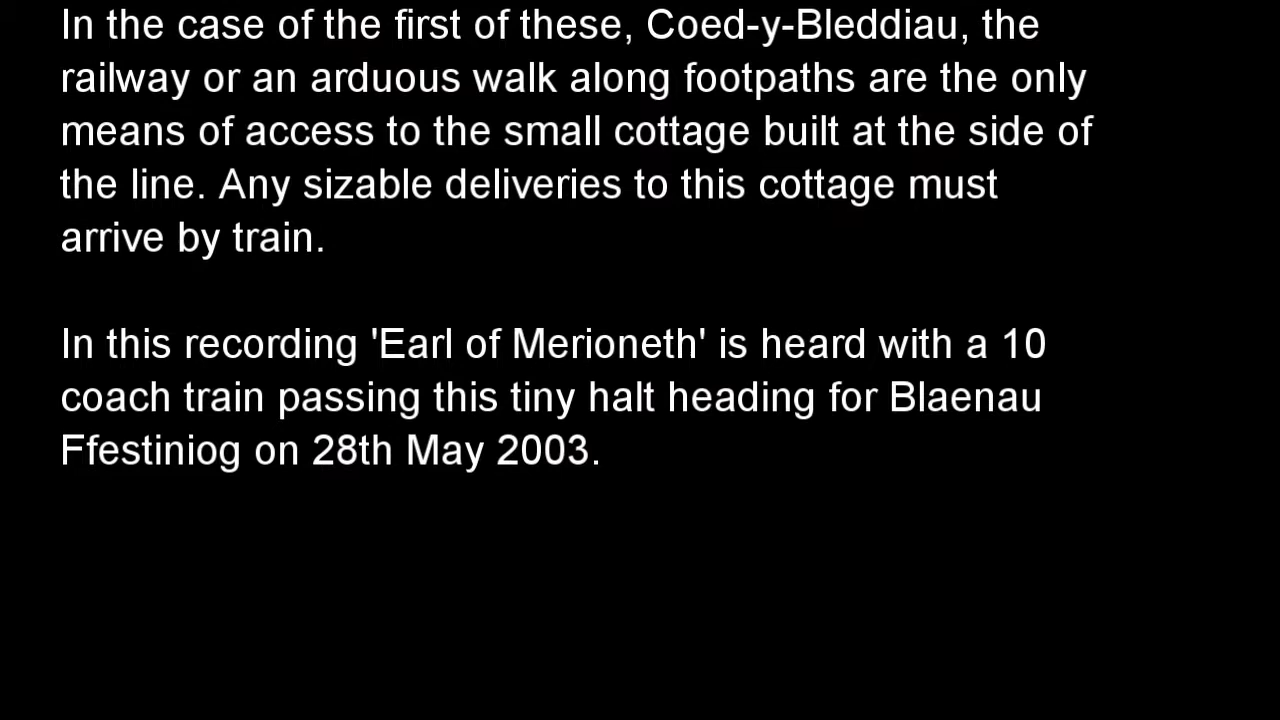 In the case of the first of these, Coed-y-Bleddiau, the
railway or an arduous walk along footpaths are the only
means of access to the small cottage built at the side of
the line. Any sizable deliveries to this cottage must
arrive by train.
In this recording 'Earl of Merioneth' is heard with a 10
coach train passing this tiny halt heading for Blaenau
Ffestiniog on 28th May 2003.